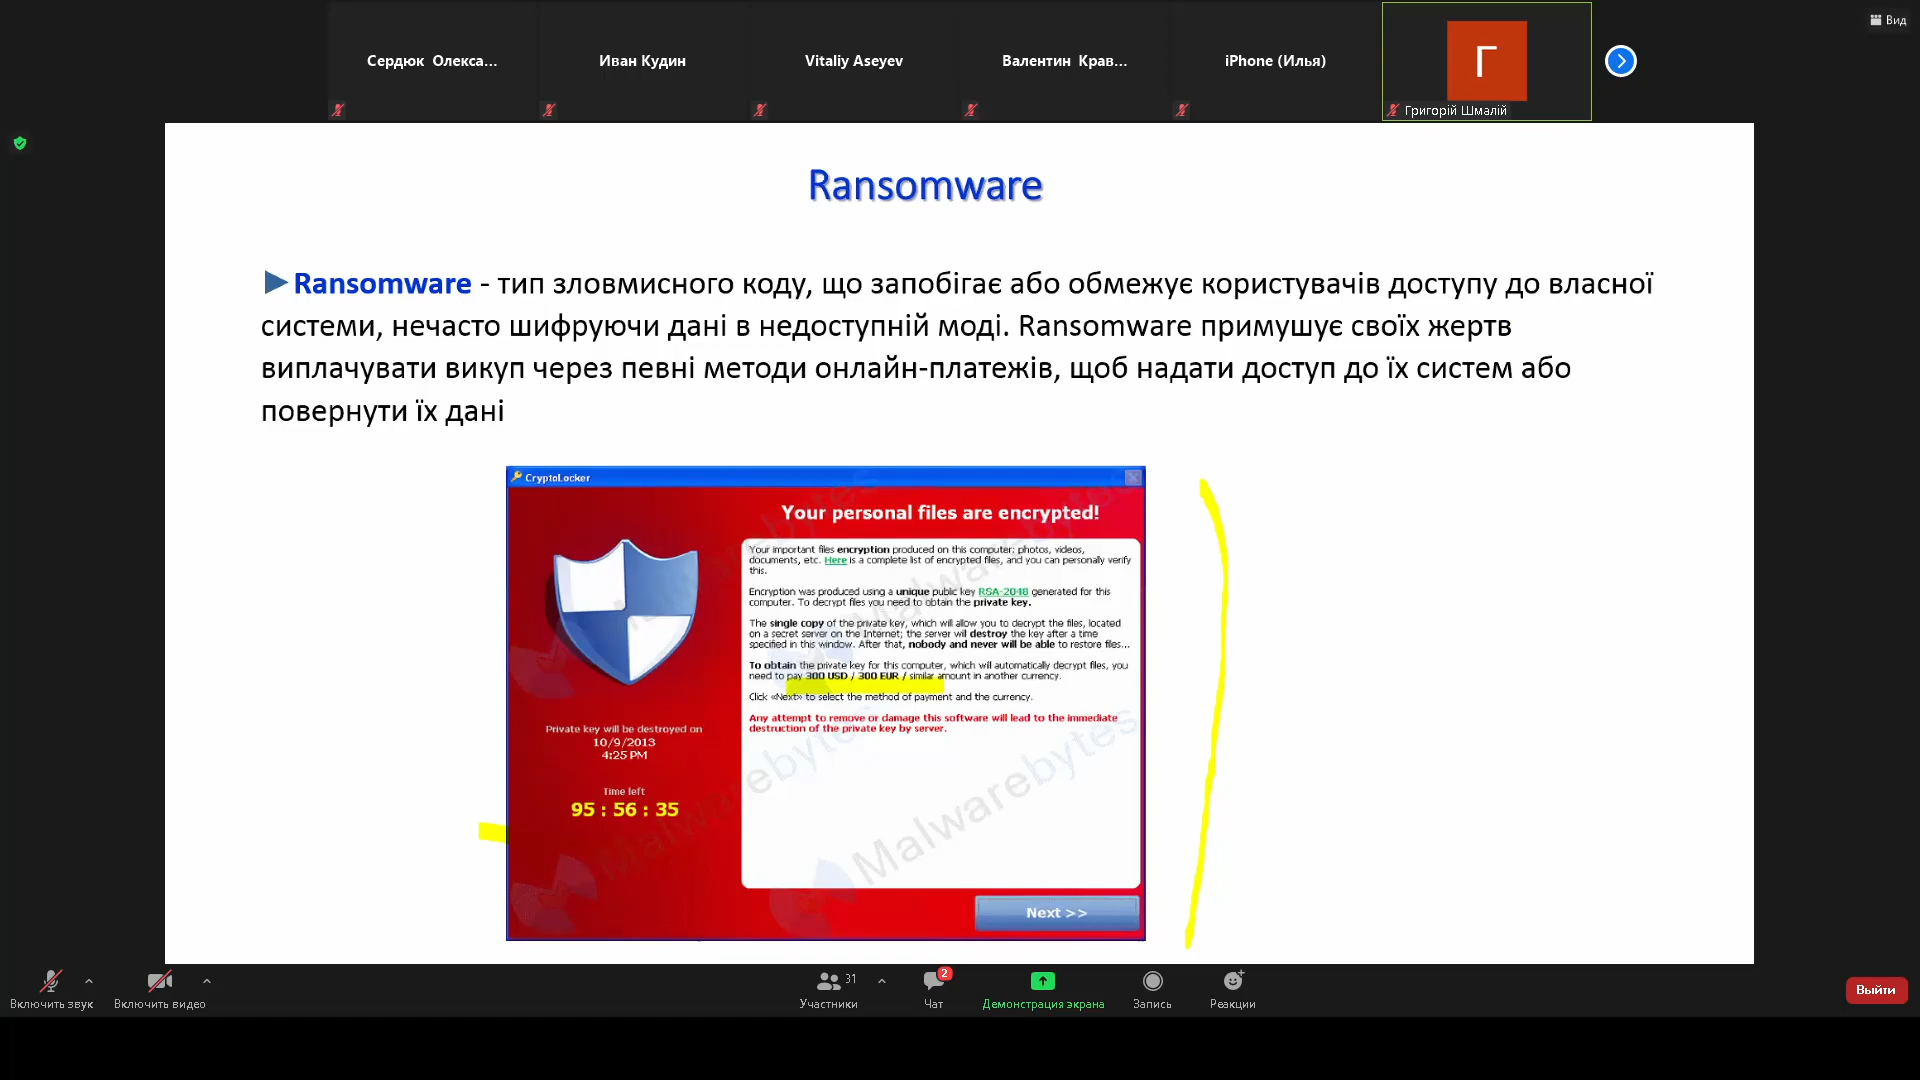 Вид
Сердюк Олекса...
Иван Кудин
Vitaliy Aseyev
Валентин Крав...
iPhone (Илья)
Г
Григорій Шмалій
Ransomware
Ransomware - тип зловмисного коду, що запобігає або обмежує користувачів доступу до власної
системи, нечасто шифруючи дані в недоступній моді. Ransomware примушує своїх жертв
виплачувати викуп через певні методи онлайн-платежів, щоб надати доступ до їх систем або
повернути їх дані
CryptoLocker
Your personal files are encrypted!
Your important files encryption produced on this computer: photos, videos,
documents, etc. Here is a complete list of encrypted files, and you can personally verify
this.
Encryption was produced using a unique public key RSA-2048 generated for this
computer. To decrypt files you need to obtain the private key.
The single copy of the private key, which will allow you to decrypt the files, located
on a secret server on the Internet; the server will destroy the key after a time
specified in this window. After that, nobody and never will be able to restore files...
To obtain the private key for this computer, which will automatically decrypt files, you
need to pay 300 USD / 300 EUR / similar amount in another currency.
Click «Next» to select the method of payment and the currency.
Any attempt to remove or damage this software will lead to the immediate
destruction of the private key by server.
Private key will be destroyed on
10/9/2013
4:25 PM
Time left
95 : 56 : 35
Malwarebytes
Malwarebytes
Malwarebytes
Malwarebytes
Next >>
Включить звук
Включить видео
31
Участники
2
Чат
Демонстрация экрана
Запись
Реакции
Выйти